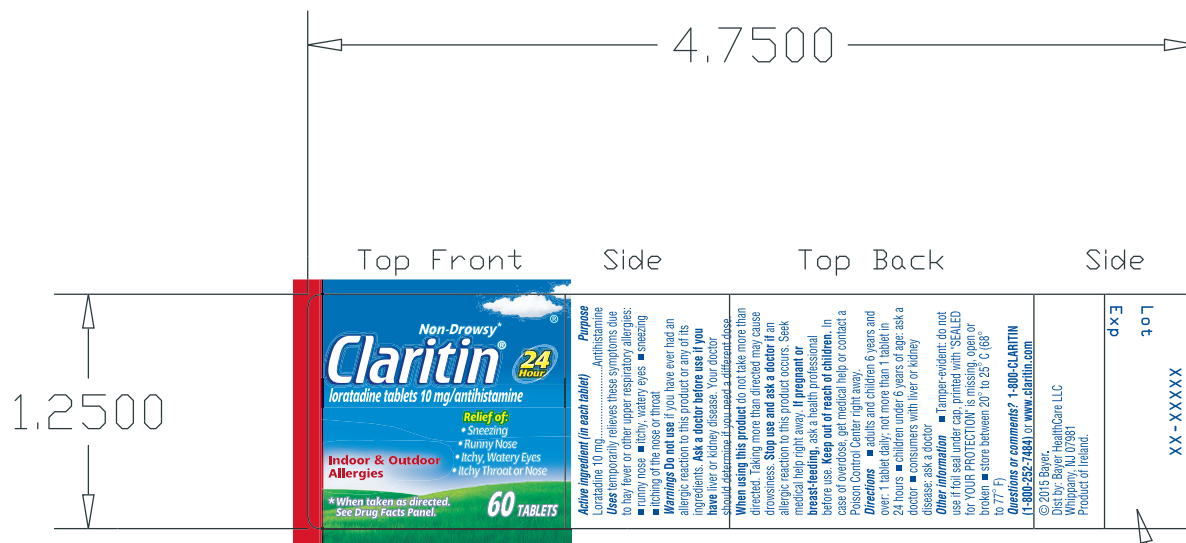 4.7500
Top Front
Side
Top Back
Side
1.2500
®
Non-Drowsy*
Claritin®
24
Hour
loratadine tablets 10 mg/antihistamine
Relief of:
• Sneezing
• Runny Nose
• Itchy, Watery Eyes
• Itchy Throat or Nose
Indoor & Outdoor
Allergies
*When taken as directed.
See Drug Facts Panel.
60 TABLETS
Active ingredient (in each tablet) Purpose
Loratadine 10 mg..........................Antihistamine
Uses temporarily relieves these symptoms due
to hay fever or other upper respiratory allergies:
■ runny nose ■ itchy, watery eyes ■ sneezing
■ itching of the nose or throat
Warnings Do not use if you have ever had an
allergic reaction to this product or any of its
ingredients. Ask a doctor before use if you
have liver or kidney disease. Your doctor
should determine if you need a different dose.
When using this product do not take more than
directed. Taking more than directed may cause
drowsiness. Stop use and ask a doctor if an
allergic reaction to this product occurs. Seek
medical help right away. If pregnant or
breast-feeding, ask a health professional
before use. Keep out of reach of children. In
case of overdose, get medical help or contact a
Poison Control Center right away.
Directions ■ adults and children 6 years and
over: 1 tablet daily; not more than 1 tablet in
24 hours ■ children under 6 years of age: ask a
doctor ■ consumers with liver or kidney
disease: ask a doctor
Other information ■ Tamper-evident: do not
use if foil seal under cap, printed with "SEALED
for YOUR PROTECTION" is missing, open or
broken ■ store between 20° to 25° C (68°
to 77° F)
Questions or comments? 1-800-CLARITIN
(1-800-252-7484) or www.claritin.com
© 2015 Bayer.
Dist by: Bayer HealthCare LLC
Whippany, NJ 07981
Product of Ireland.
Lot
Exp
XXXXX-XX